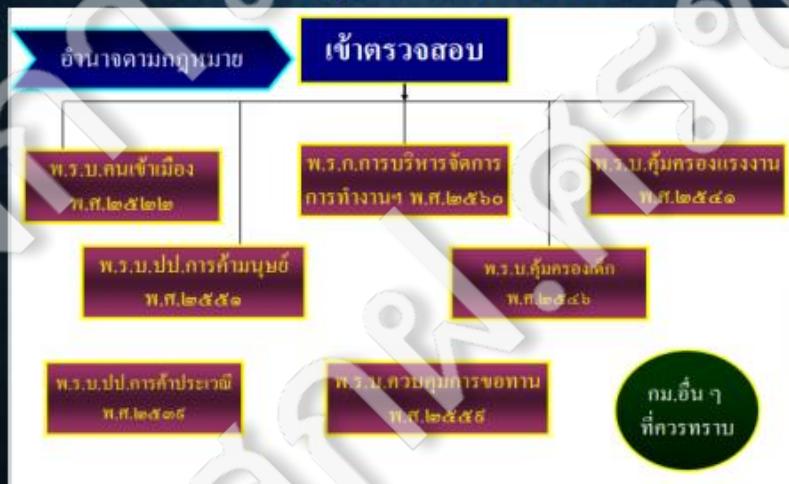 อำนาจตามกฎหมาย
เข้าตรวจสอบ
พ.ร.บ.คนเข้าเมือง
พ.ศ.๒๕๒๒
พ.ร.ก.การบริหารจัดการ
การทำงานฯ พ.ศ.๒๕๖๐
พ.ร.บ.คุ้มครองแรงงาน
พ.ศ.๒๕๔๑
พ.ร.บ.ปป.การค้ามนุษย์
พ.ศ.๒๕๕๑
พ.ร.บ.คุ้มครองเด็ก
พ.ศ.๒๕๔๖
พ.ร.บ.ปป.การค้าประเวณี
พ.ศ.๒๕๓๙
พ.ร.บ.ควบคุมการขอทาน
พ.ศ.๒๕๕๙
กม.อื่น ๆ
ที่ควรทราบ